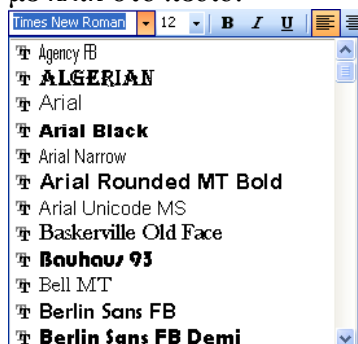 Times New Roman 12 B I U
Agency FB
ALGERIAN
Arial
Arial Black
Arial Narrow
Arial Rounded MT Bold
Arial Unicode MS
Baskerville Old Face
Bauhaus 93
Bell MT
Berlin Sans FB
Berlin Sans FB Demi